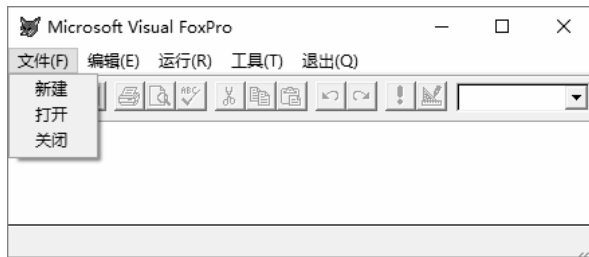 Microsoft Visual FoxPro
文件(F) 编辑(E) 运行(R) 工具(T) 退出(Q)
新建
ABC
打开
关闭